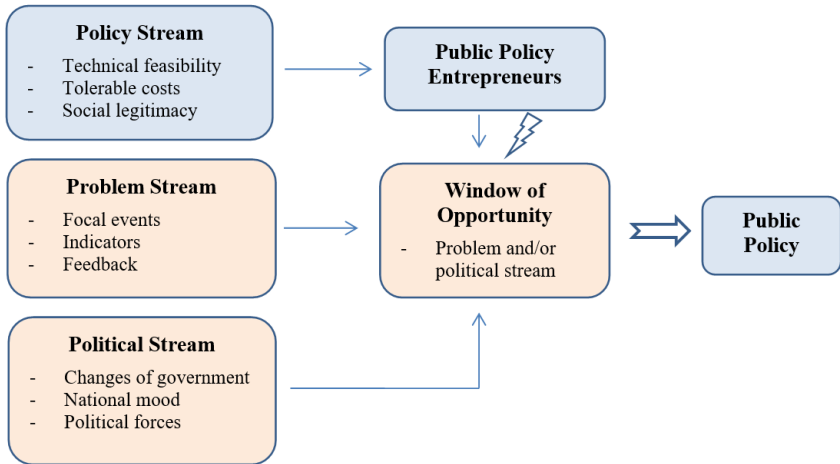 Policy Stream
- Technical feasibility
- Tolerable costs
- Social legitimacy
Public Policy
Entrepreneurs
Problem Stream
- Focal events
- Indicators
- Feedback
Window of
Opportunity
- Problem and/or
political stream
Public
Policy
Political Stream
- Changes of government
- National mood
- Political forces